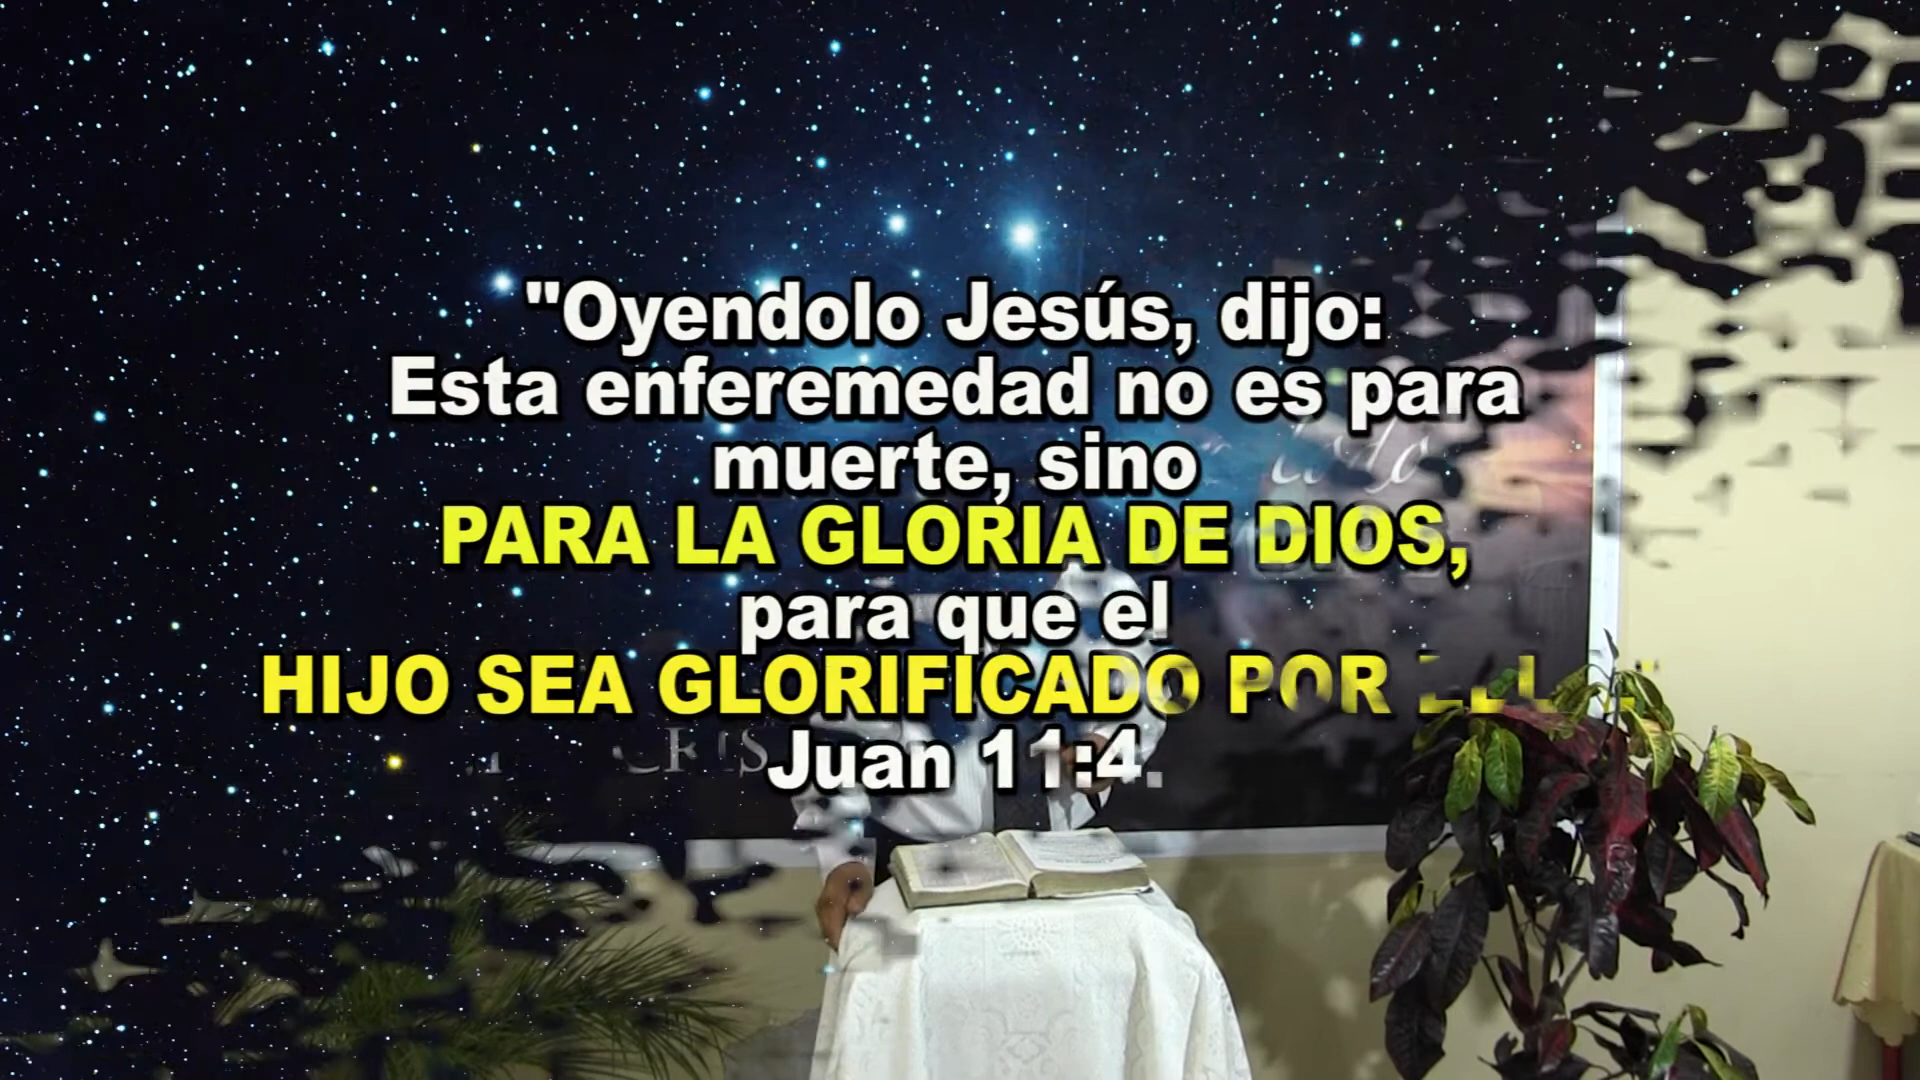 "Oyendolo Jesús, dijo:
Esta enferemedad no es para
muerte, sino
PARA LA GLORIA DE DIOS,
para que el
HIJO SEA GLORIFICADO POR
Juan 11:4.